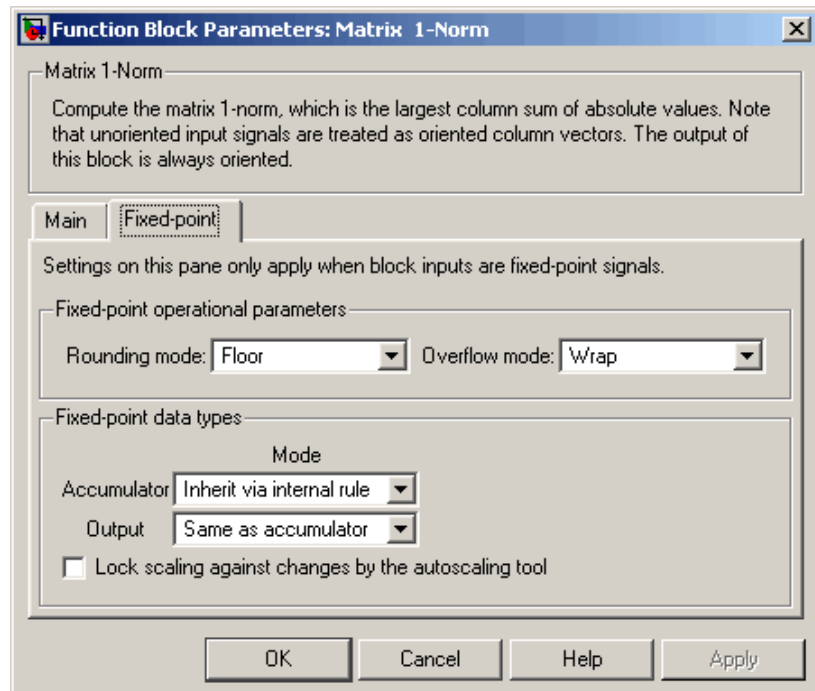 Function Block Parameters: Matrix 1-Norm
Matrix 1-Norm
Compute the matrix 1-norm, which is the largest column sum of absolute values. Note
that unoriented input signals are treated as oriented column vectors. The output of
this block is always oriented.
Main Fixed-point
Settings on this pane only apply when block inputs are fixed-point signals.
Fixed-point operational parameters
Rounding mode: Floor Overflow mode: Wrap
Fixed-point data types
Mode
Accumulator Inherit via internal rule
Output Same as accumulator
Lock scaling against changes by the autoscaling tool
OK Cancel Help Apply